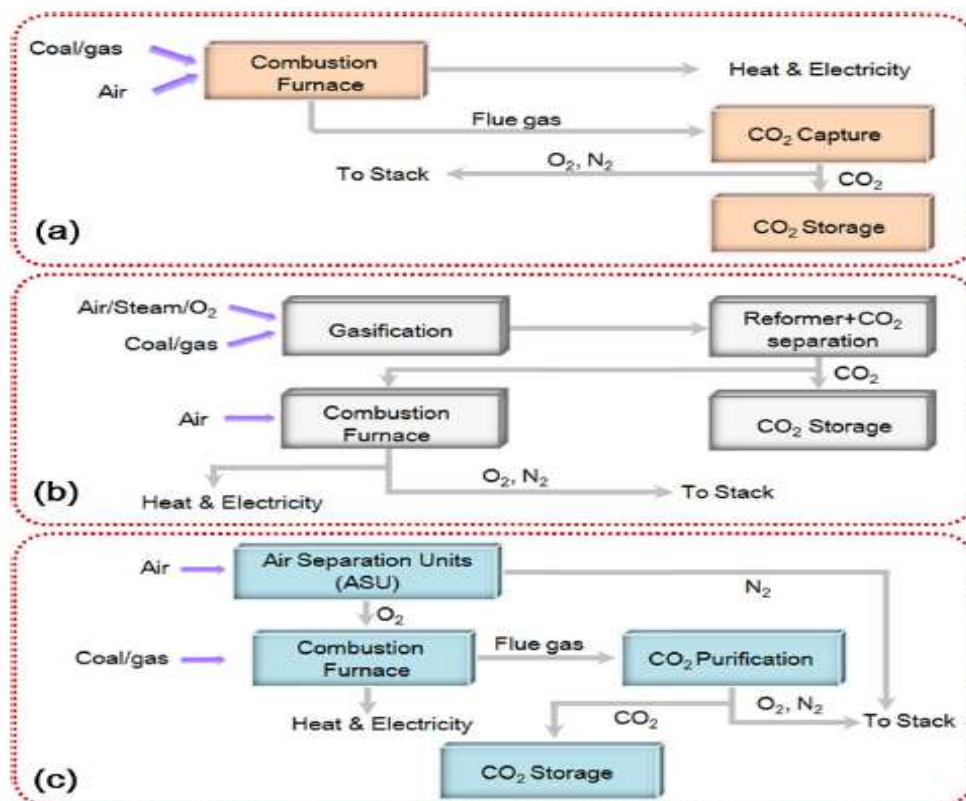 Coal/gas
Air
Combustion
Furnace
Heat & Electricity
Flue gas
CO₂ Capture
O₂, N₂
To Stack
CO₂
CO₂ Storage
(a)
Air/Steam/O₂
Coal/gas
Gasification
Reformer+CO₂
separation
CO₂
Air
Combustion
Furnace
CO₂ Storage
O₂, N₂
To Stack
Heat & Electricity
(b)
Air
Air Separation Units
(ASU)
N₂
O₂
Coal/gas
Combustion
Furnace
Flue gas
CO₂ Purification
Heat & Electricity
CO₂
O₂, N₂
To Stack
CO₂ Storage
(c)